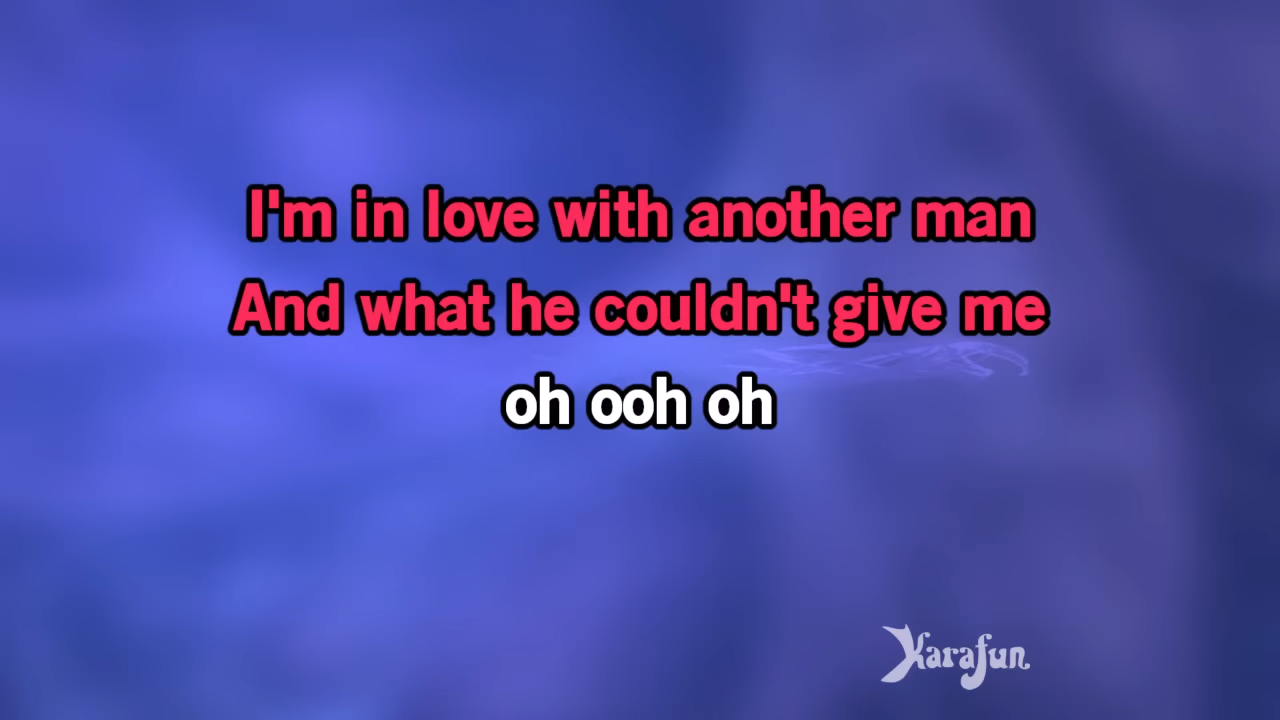 I'm in love with another man
And what he couldn't give me
oh ooh oh
Karafun